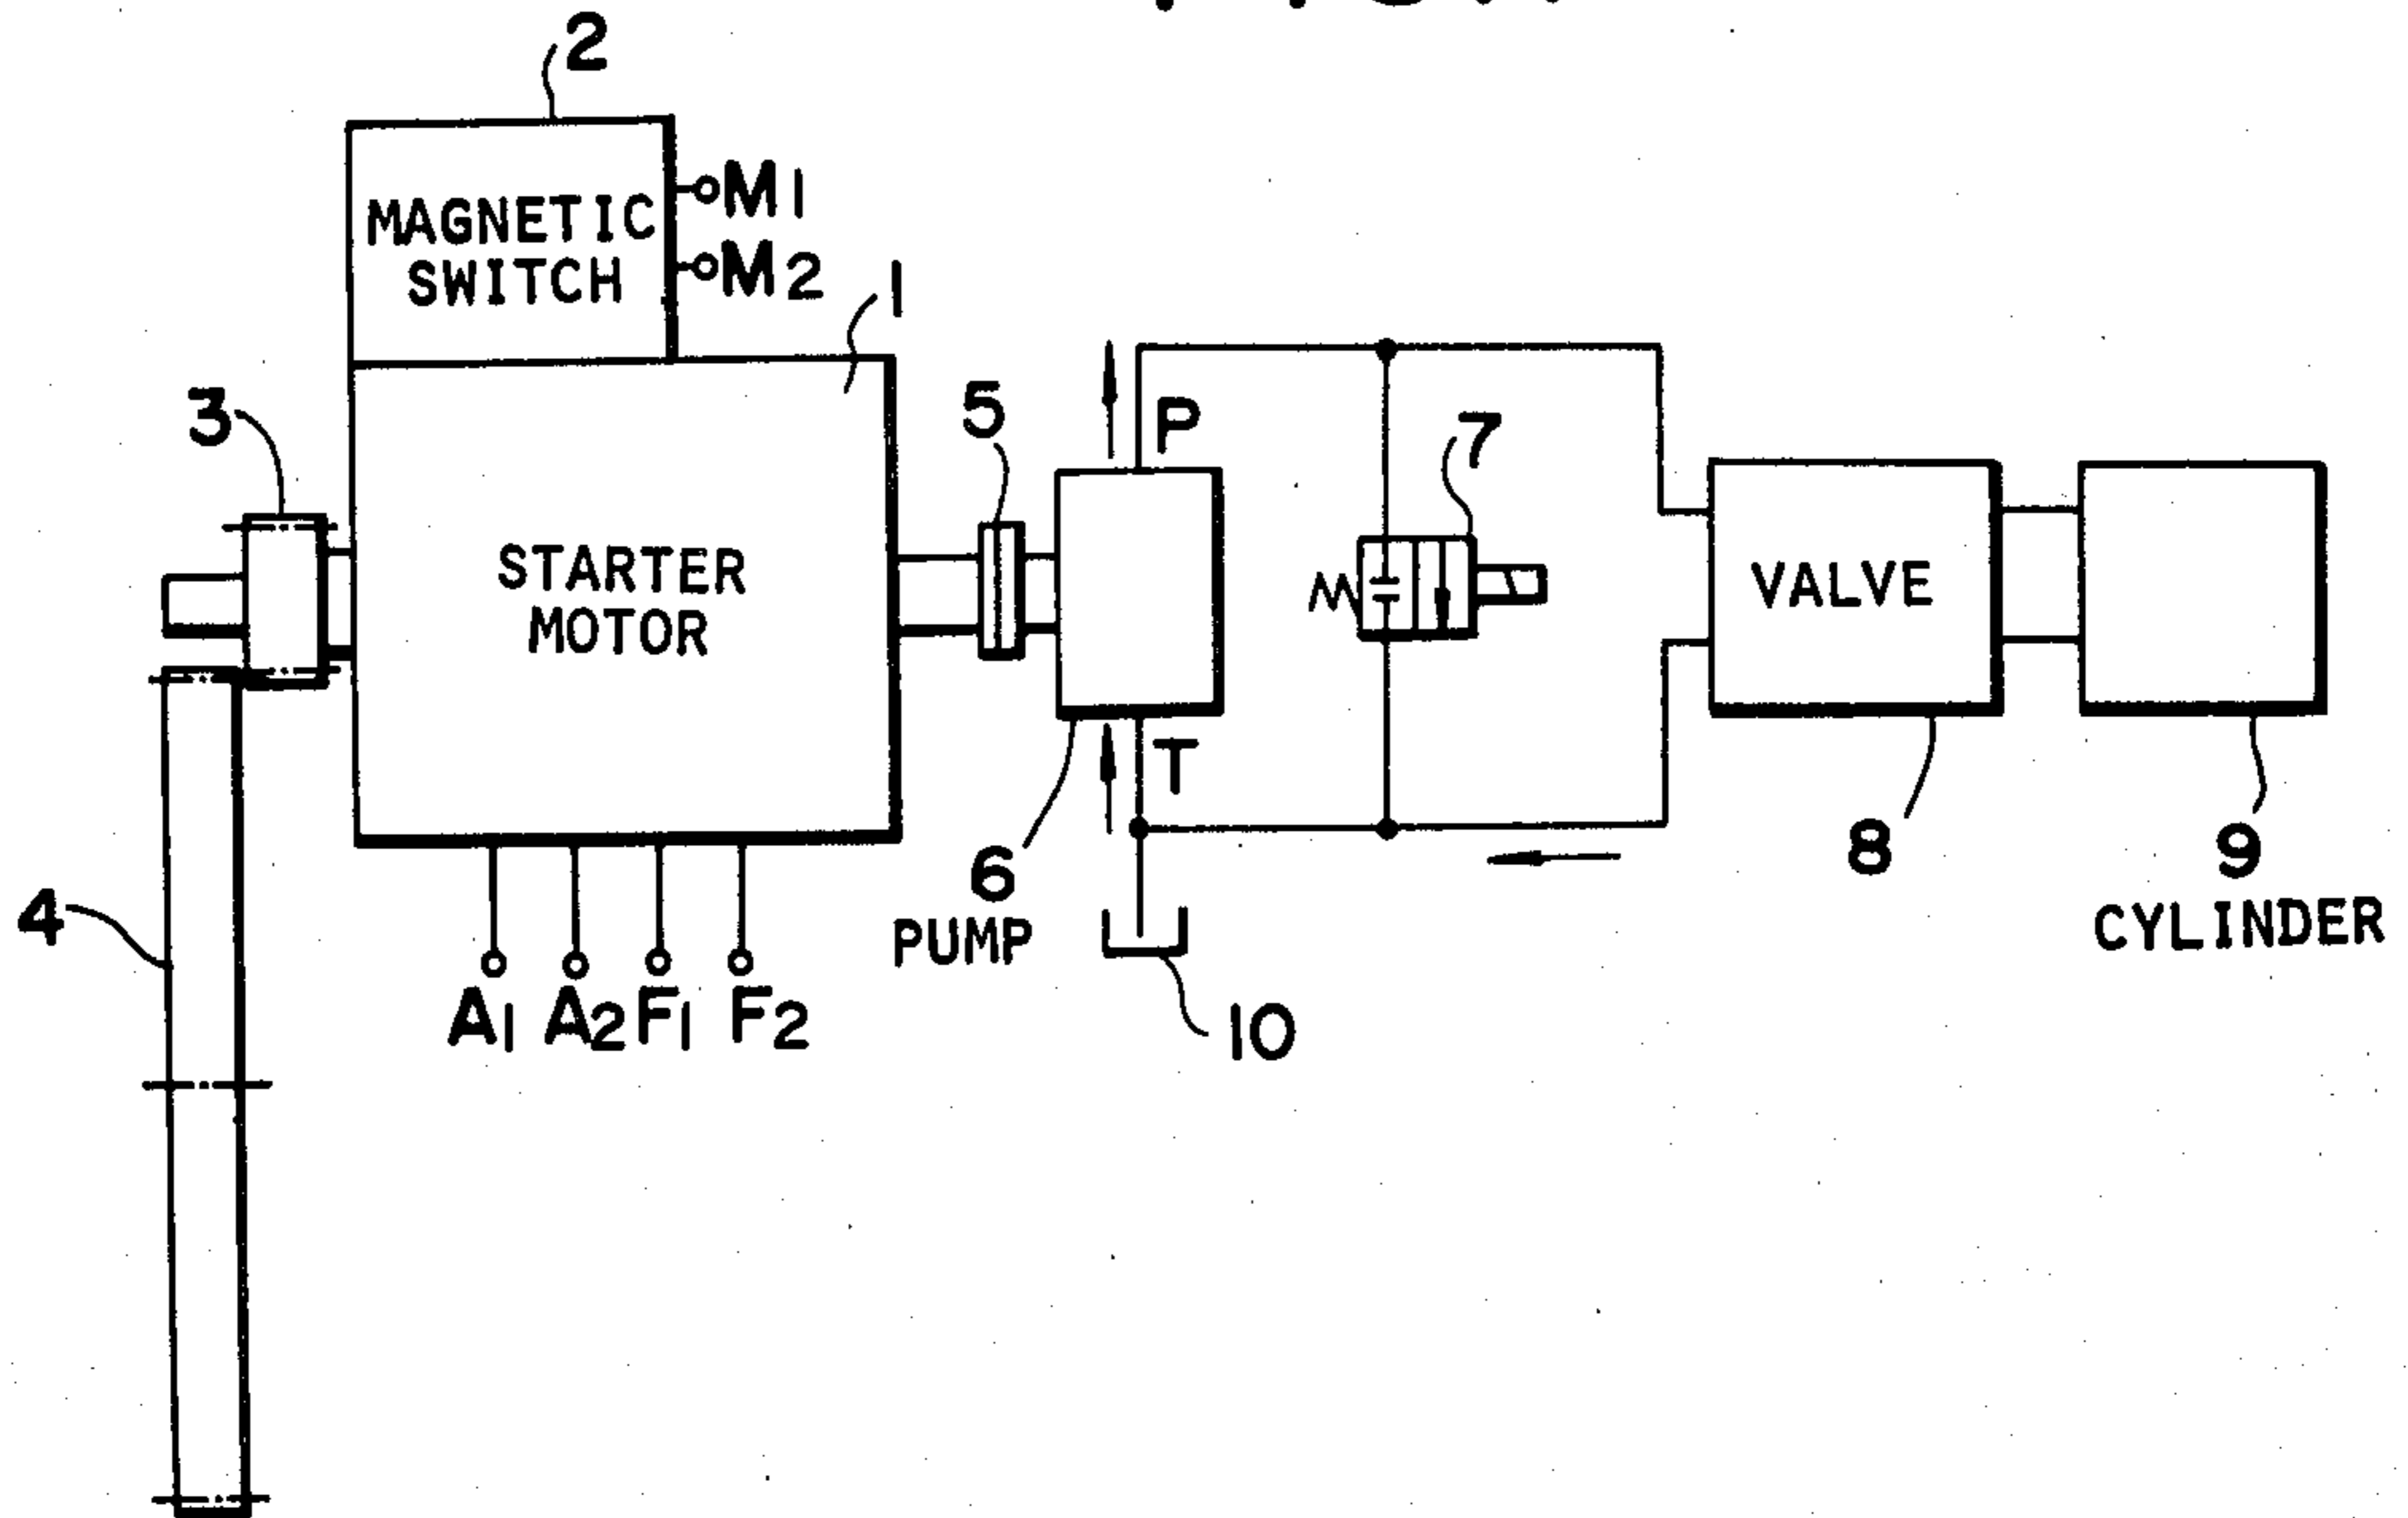 2
MAGNETIC
SWITCH
M1
M2
1
3
5
P
7
STARTER
MOTOR
VALVE
T
4
6
PUMP
8
9
CYLINDER
A1 A2 F1 F2
10